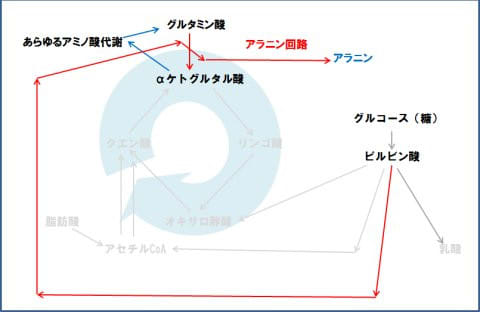 グルタミン酸
あらゆるアミノ酸代謝
アラニン回路
アラニン
αケトグルタル酸
グルコース（糖）
クエン酸
リンゴ酸
ピルビン酸
脂肪酸
オキサロ酢酸
アセチルCoA
乳酸